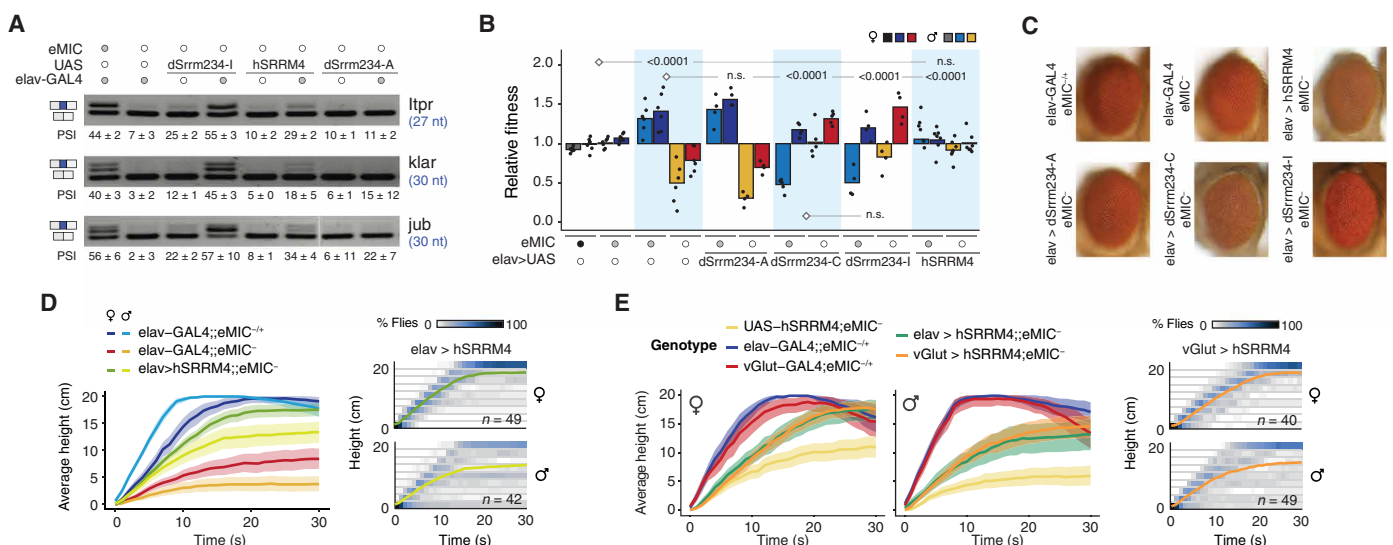 A
eMIC
UAS dSrrm234-I hSRRM4 dSrrm234-A
elav-GAL4
ltpr
(27 nt)
PSI 44 ± 2 7 ± 3 25 ± 2 55 ± 3 10 ± 2 29 ± 2 10 ± 1 11 ± 2
klar
(30 nt)
PSI 40 ± 3 3 ± 2 12 ± 1 45 ± 3 5 ± 0 18 ± 5 6 ± 1 15 ± 12
jub
(30 nt)
PSI 56 ± 6 2 ± 2 22 ± 2 57 ± 10 8 ± 1 34 ± 4 6 ± 11 22 ± 7
B
♀ ♂
Relative fitness
2.0
1.5
1.0
0.5
0.0
<0.0001 n.s.
n.s. <0.0001 <0.0001 <0.0001
n.s.
eMIC
elav>UAS dSrrm234-A dSrrm234-C dSrrm234-I hSRRM4
C
elav-GAL4 eMIC−/+
elav-GAL4 eMIC−
elav > hSRRM4 eMIC−
elav > dSrrm234-A eMIC−
elav > dSrrm234-C eMIC−
elav > dSrrm234-I eMIC−
D
♀ ♂
elav–GAL4;;eMIC−/+
elav–GAL4;;eMIC−
elav>hSRRM4;;eMIC−
Average height (cm)
20
15
10
5
0
0 10 20 30
Time (s)
% Flies 0 100
elav > hSRRM4
Height (cm)
20
0
n = 49
♀
20
0
n = 42
♂
0 10 20 30
Time (s)
E
Genotype
UAS–hSRRM4;eMIC−
elav–GAL4;;eMIC−/+
vGlut–GAL4;eMIC−/+
elav > hSRRM4;;eMIC−
vGlut > hSRRM4;eMIC−
Average height (cm)
20
15
10
5
0
♀
0 10 20 30
Time (s)
20
15
10
5
0
♂
0 10 20 30
Time (s)
% Flies 0 100
vGlut > hSRRM4
Height (cm)
20
0
n = 40
♀
20
0
n = 49
♂
0 10 20 30
Time (s)